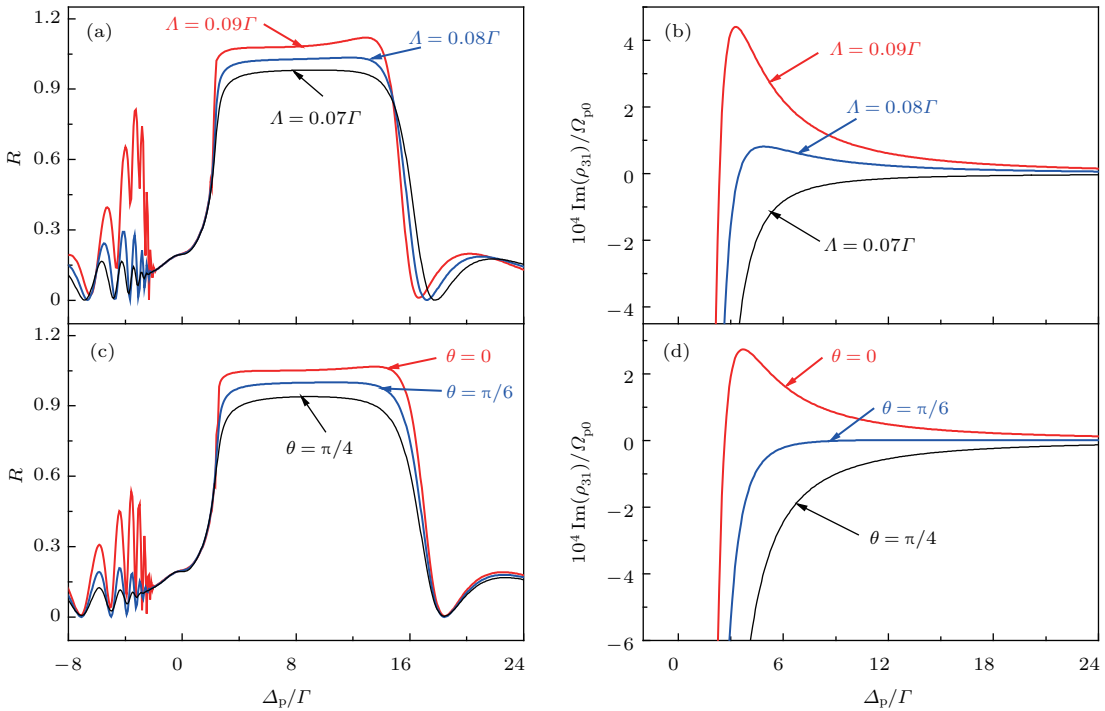 (a)
1.2
0.9
0.6
0.3
0
R
Λ = 0.09Γ
Λ = 0.08Γ
Λ = 0.07Γ
(b)
4
2
0
−2
−4
10⁴ Im(ρ₃₁)/Ωₚ₀
Λ = 0.09Γ
Λ = 0.08Γ
Λ = 0.07Γ
(c)
1.2
0.9
0.6
0.3
0
R
θ = 0
θ = π/6
θ = π/4
−8
0
8
16
24
Δₚ/Γ
(d)
2
0
−2
−4
−6
10⁴ Im(ρ₃₁)/Ωₚ₀
θ = 0
θ = π/6
θ = π/4
0
6
12
18
24
Δₚ/Γ